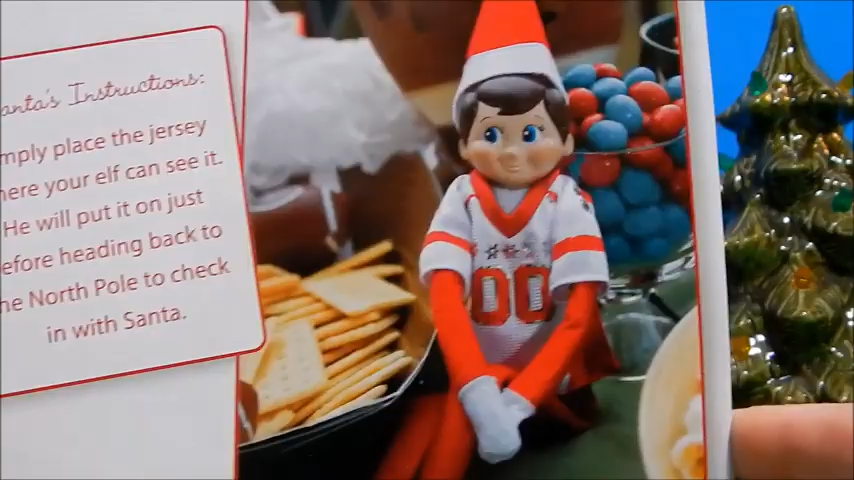 anta's Instructions:
mply place the jersey
here your elf can see it.
He will put it on just
efore heading back to
he North Pole to check
in with Santa.
00